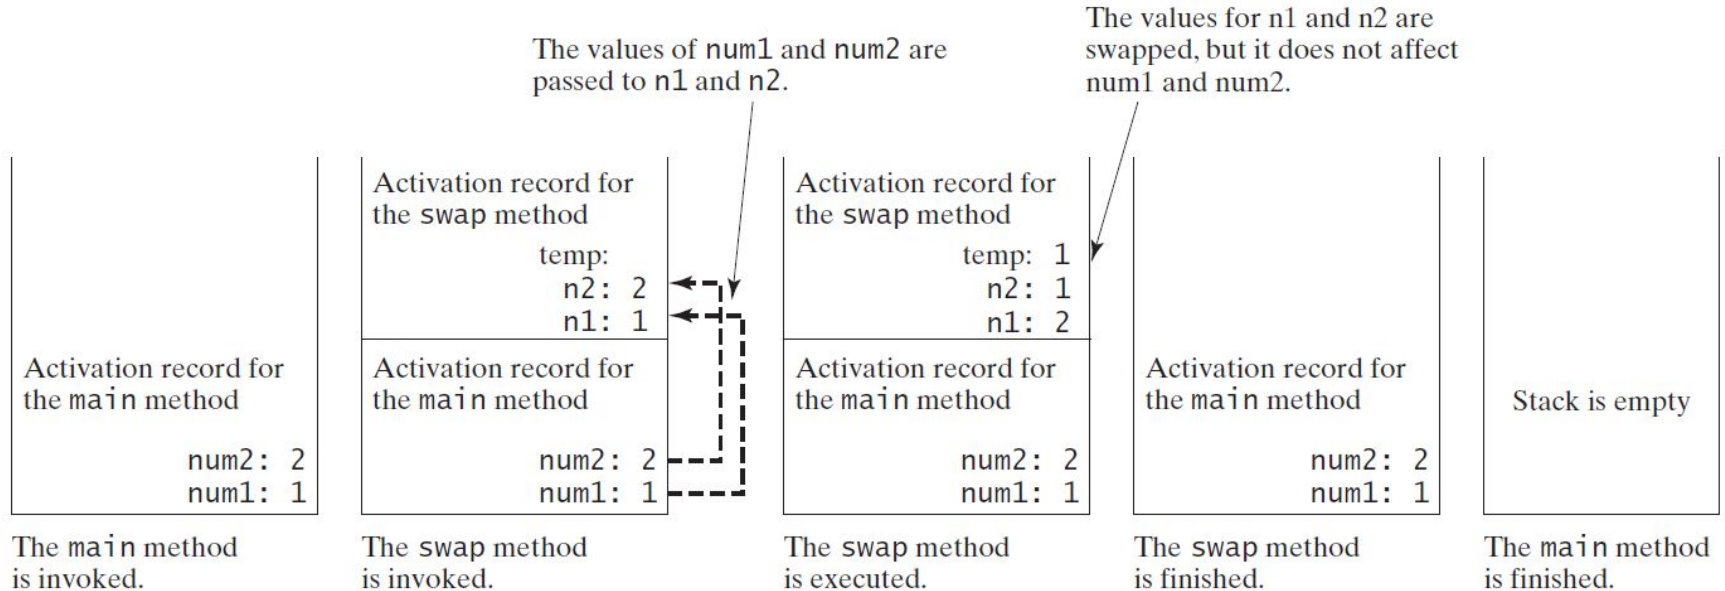 The values of num1 and num2 are
passed to n1 and n2.
The values for n1 and n2 are
swapped, but it does not affect
num1 and num2.
Activation record for
the main method
num2: 2
num1: 1
The main method
is invoked.
Activation record for
the swap method
temp:
n2: 2
n1: 1
Activation record for
the main method
num2: 2
num1: 1
The swap method
is invoked.
Activation record for
the swap method
temp: 1
n2: 1
n1: 2
Activation record for
the main method
num2: 2
num1: 1
The swap method
is executed.
Activation record for
the main method
num2: 2
num1: 1
The swap method
is finished.
Stack is empty
The main method
is finished.